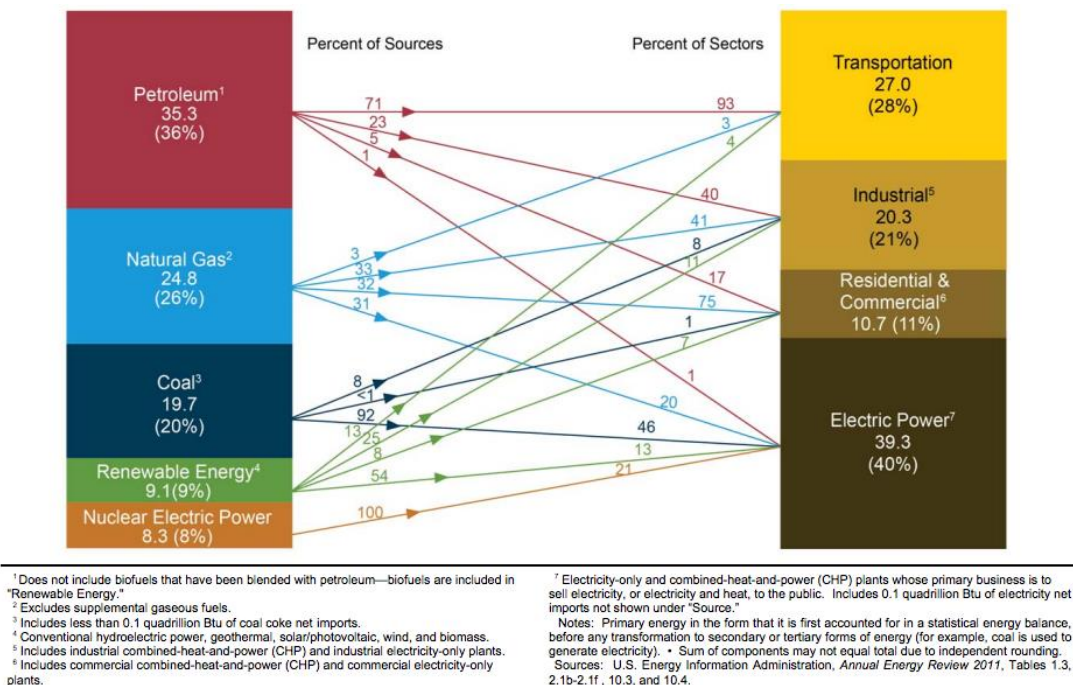 Percent of Sources
Percent of Sectors
Petroleum¹
35.3
(36%)
Natural Gas²
24.8
(26%)
Coal³
19.7
(20%)
Renewable Energy⁴
9.1(9%)
Nuclear Electric Power
8.3 (8%)
71
23
5
1
3
33
32
31
8
<1
92
13
25
8
54
100
93
3
4
40
41
8
11
17
75
1
7
1
20
46
13
21
Transportation
27.0
(28%)
Industrial⁵
20.3
(21%)
Residential &
Commercial⁶
10.7 (11%)
Electric Power⁷
39.3
(40%)
¹ Does not include biofuels that have been blended with petroleum—biofuels are included in
"Renewable Energy."
² Excludes supplemental gaseous fuels.
³ Includes less than 0.1 quadrillion Btu of coal coke net imports.
⁴ Conventional hydroelectric power, geothermal, solar/photovoltaic, wind, and biomass.
⁵ Includes industrial combined-heat-and-power (CHP) and industrial electricity-only plants.
⁶ Includes commercial combined-heat-and-power (CHP) and commercial electricity-only
plants.
⁷ Electricity-only and combined-heat-and-power (CHP) plants whose primary business is to
sell electricity, or electricity and heat, to the public. Includes 0.1 quadrillion Btu of electricity net
imports not shown under "Source."
Notes: Primary energy in the form that it is first accounted for in a statistical energy balance,
before any transformation to secondary or tertiary forms of energy (for example, coal is used to
generate electricity). • Sum of components may not equal total due to independent rounding.
Sources: U.S. Energy Information Administration, Annual Energy Review 2011, Tables 1.3,
2.1b-2.1f , 10.3, and 10.4.